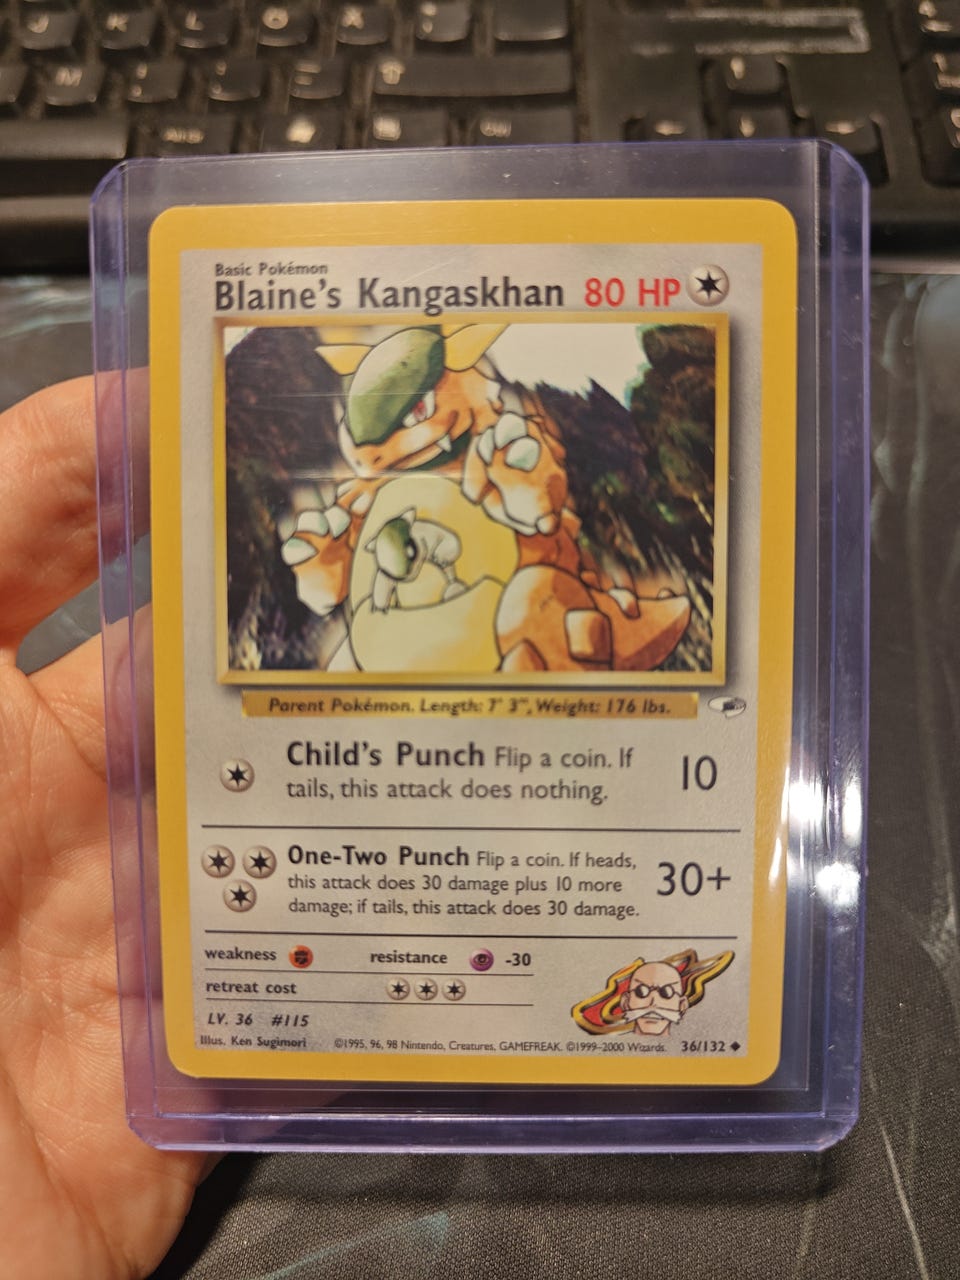 Basic Pokémon
Blaine's Kangaskhan 80 HP
Parent Pokémon. Length: 7' 3", Weight: 176 lbs.
Child's Punch Flip a coin. If
tails, this attack does nothing.
10
One-Two Punch Flip a coin. If heads,
this attack does 30 damage plus 10 more
damage; if tails, this attack does 30 damage.
30+
weakness
resistance -30
retreat cost
LV. 36 #115
Illus. Ken Sugimori ©1995, 96, 98 Nintendo, Creatures, GAMEFREAK. ©1999-2000 Wizards. 36/132